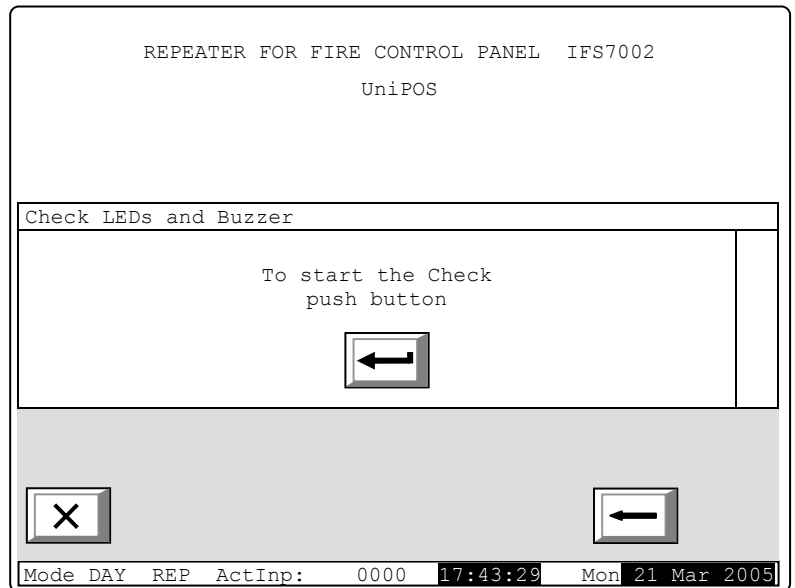 REPEATER FOR FIRE CONTROL PANEL IFS7002
UniPOS
Check LEDs and Buzzer
To start the Check
push button
Mode DAY REP ActInp: 0000 17:43:29 Mon 21 Mar 2005